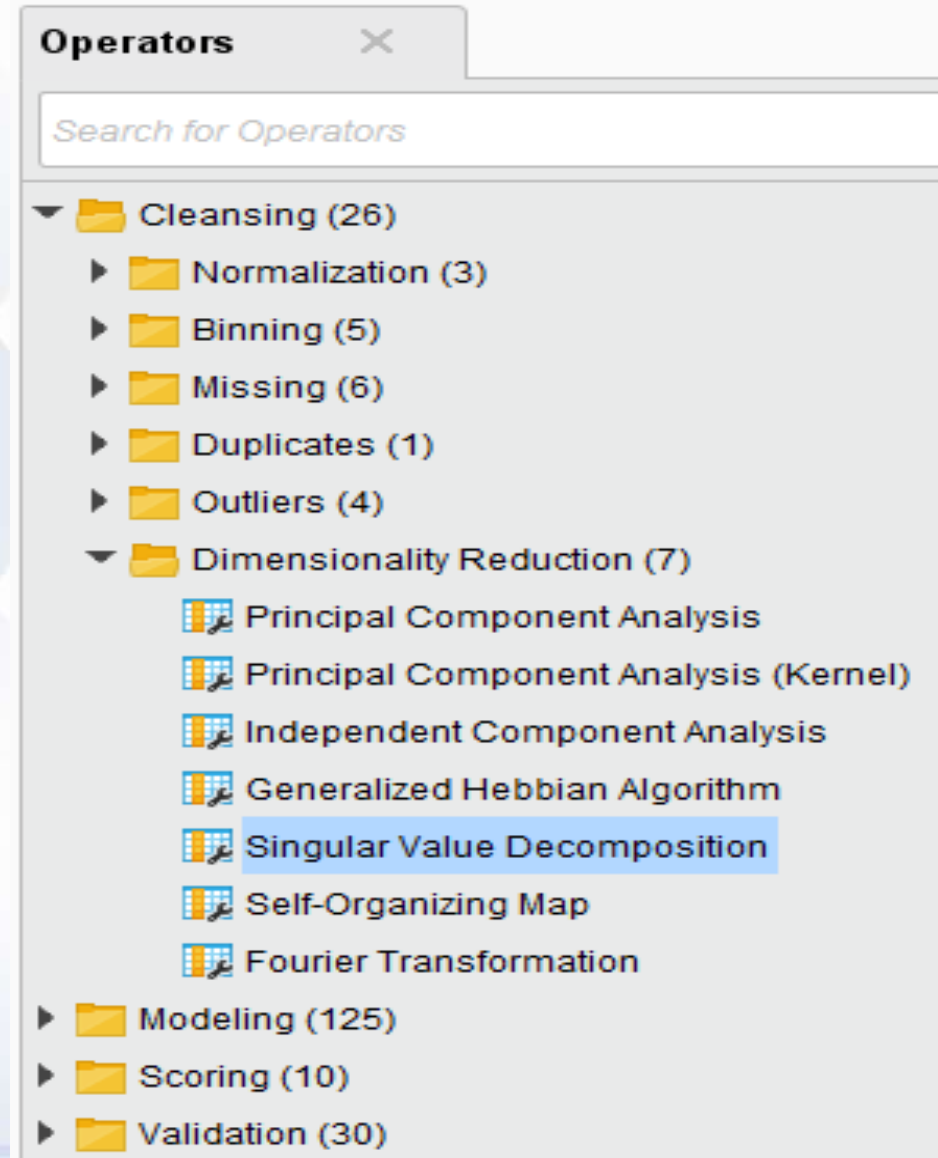 Operators
Search for Operators
Cleansing (26)
Normalization (3)
Binning (5)
Missing (6)
Duplicates (1)
Outliers (4)
Dimensionality Reduction (7)
Principal Component Analysis
Principal Component Analysis (Kernel)
Independent Component Analysis
Generalized Hebbian Algorithm
Singular Value Decomposition
Self-Organizing Map
Fourier Transformation
Modeling (125)
Scoring (10)
Validation (30)